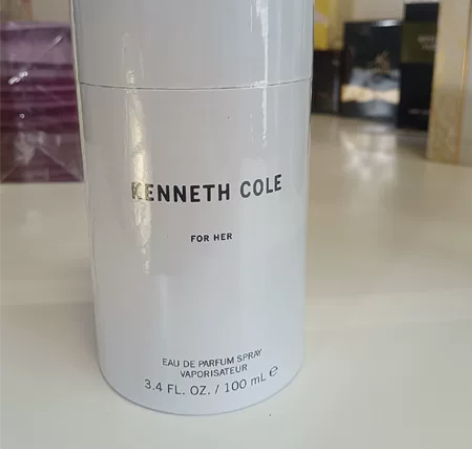 KENNETH COLE
FOR HER
EAU DE PARFUM SPRAY
VAPORISATEUR
3.4 FL. OZ. / 100 mL ℮